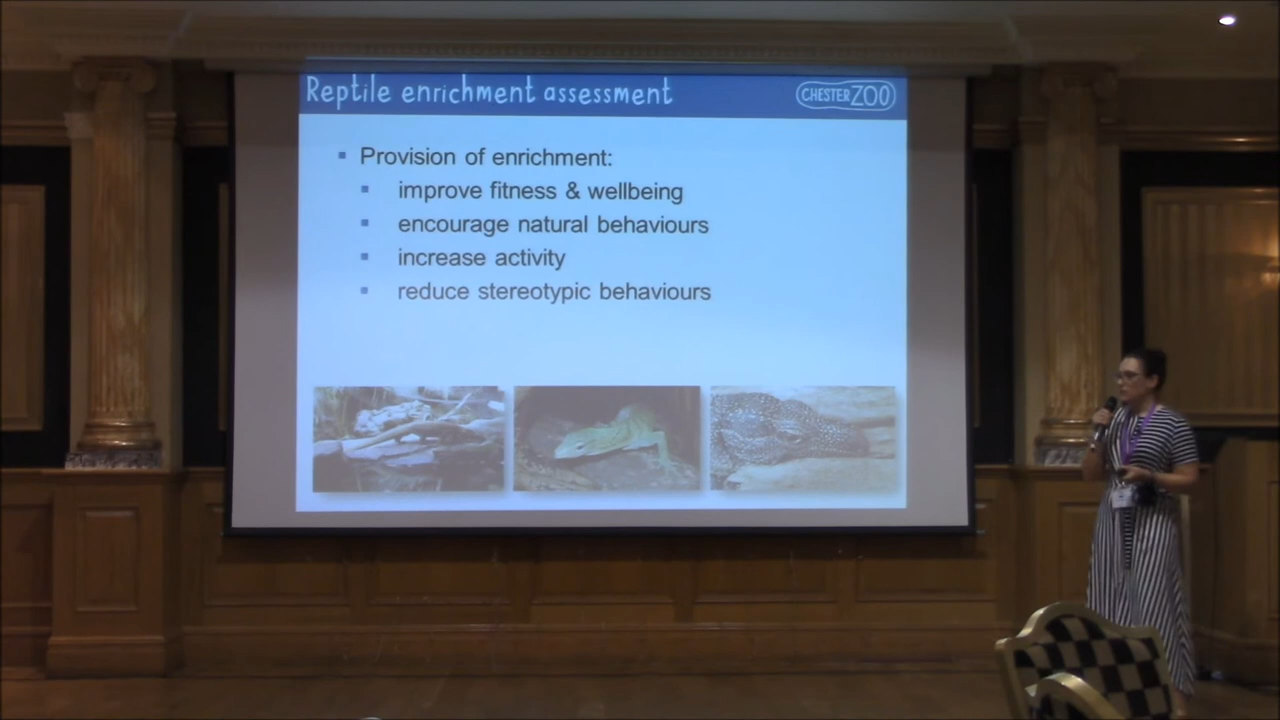 Reptile enrichment assessment
CHESTER ZOO
Provision of enrichment:
improve fitness & wellbeing
encourage natural behaviours
increase activity
reduce stereotypic behaviours